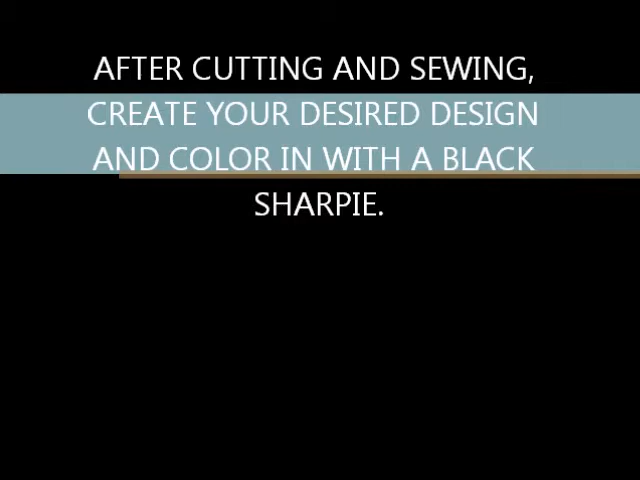 AFTER CUTTING AND SEWING,
CREATE YOUR DESIRED DESIGN
AND COLOR IN WITH A BLACK
SHARPIE.